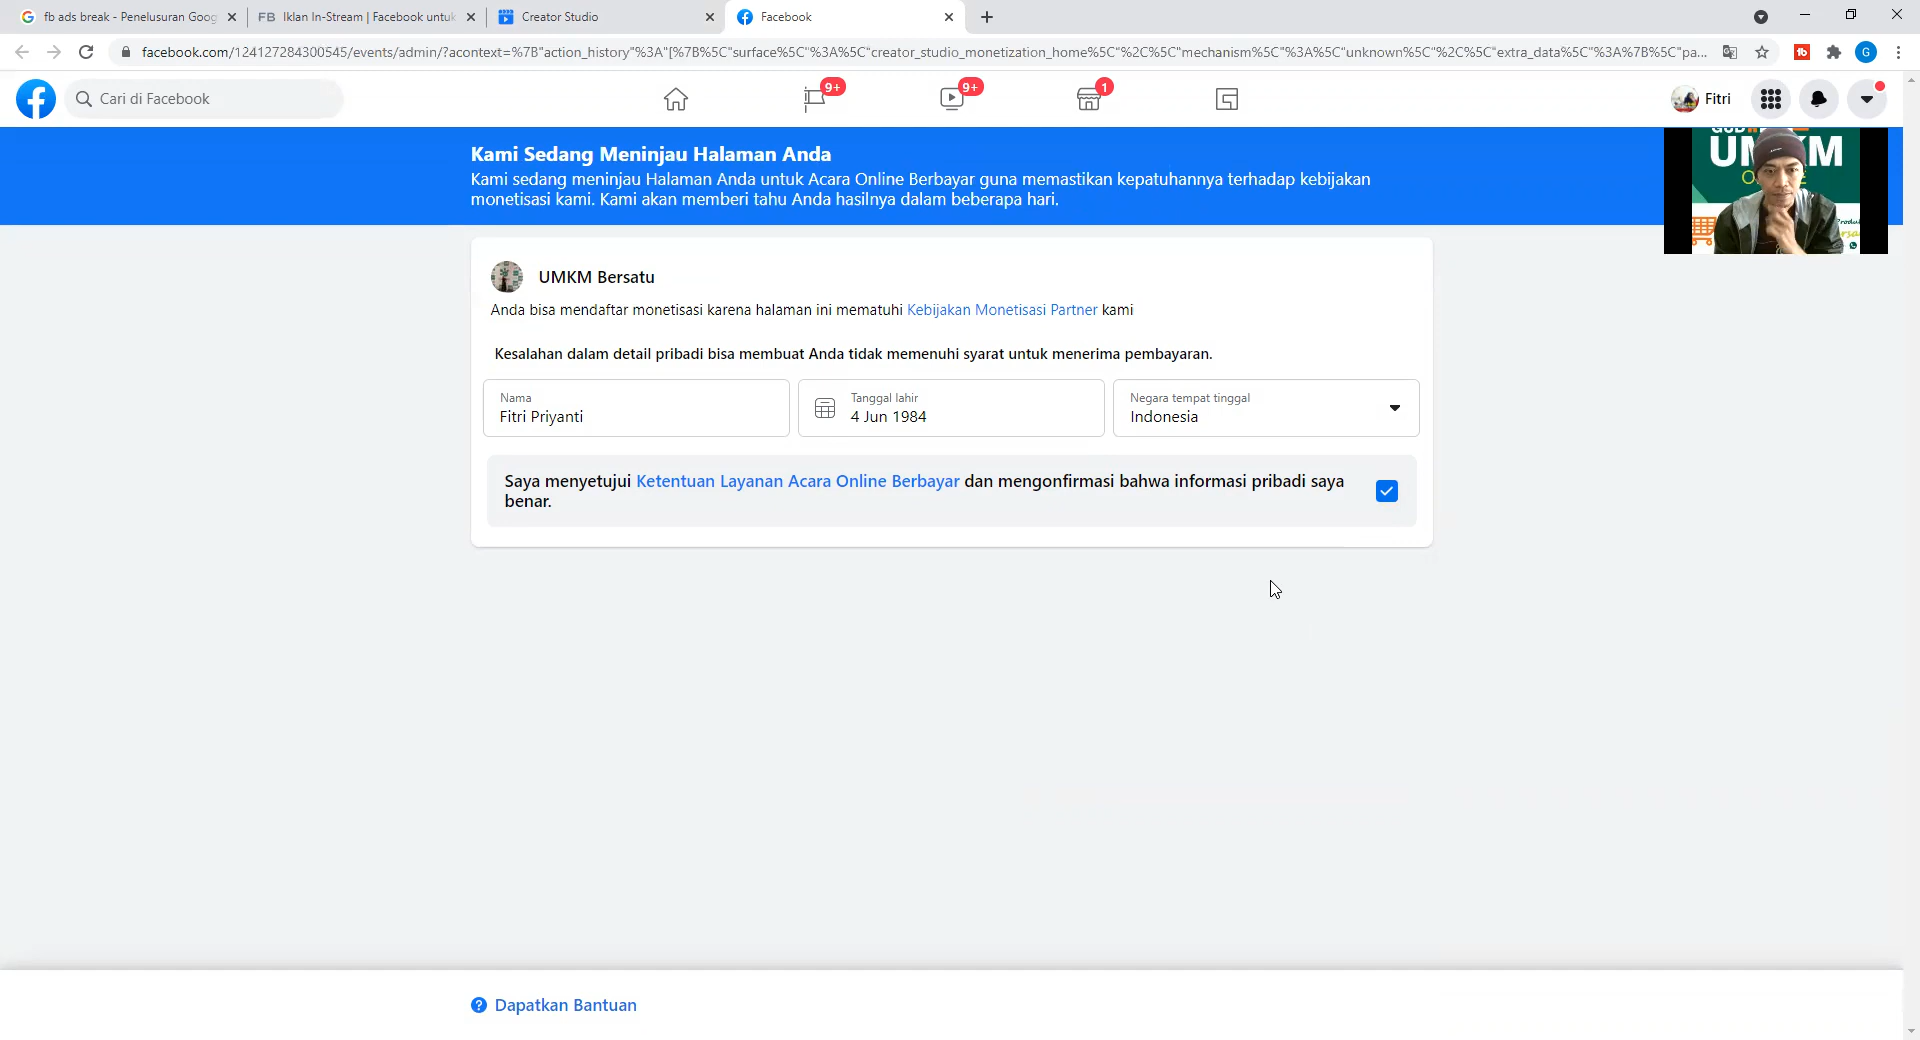 fb ads break - Penelusuran Goog
FB Iklan In-Stream | Facebook untuk
Creator Studio
Facebook
facebook.com/124127284300545/events/admin/?acontext=%7B"action_history"%3A"[%7B%5C"surface%5C"%3A%5C"creator_studio_monetization_home%5C"%2C%5C"mechanism%5C"%3A%5C"unknown%5C"%2C%5C"extra_data%5C"%3A%7B%5C"pa...
G
Cari di Facebook
9+
9+
1
Fitri
Kami Sedang Meninjau Halaman Anda
Kami sedang meninjau Halaman Anda untuk Acara Online Berbayar guna memastikan kepatuhannya terhadap kebijakan
monetisasi kami. Kami akan memberi tahu Anda hasilnya dalam beberapa hari.
UMKM Bersatu
Anda bisa mendaftar monetisasi karena halaman ini mematuhi Kebijakan Monetisasi Partner kami
Kesalahan dalam detail pribadi bisa membuat Anda tidak memenuhi syarat untuk menerima pembayaran.
Nama
Fitri Priyanti
Tanggal lahir
4 Jun 1984
Negara tempat tinggal
Indonesia
Saya menyetujui Ketentuan Layanan Acara Online Berbayar dan mengonfirmasi bahwa informasi pribadi saya
benar.
Dapatkan Bantuan